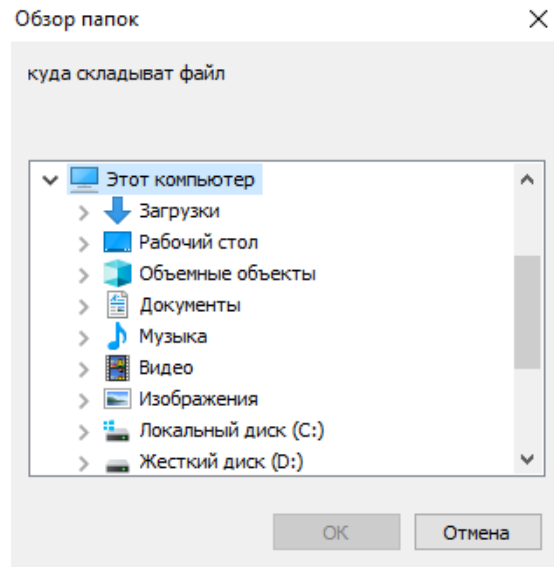 Обзор папок
куда складыват файл
Этот компьютер
Загрузки
Рабочий стол
Объемные объекты
Документы
Музыка
Видео
Изображения
Локальный диск (C:)
Жесткий диск (D:)
ОК
Отмена